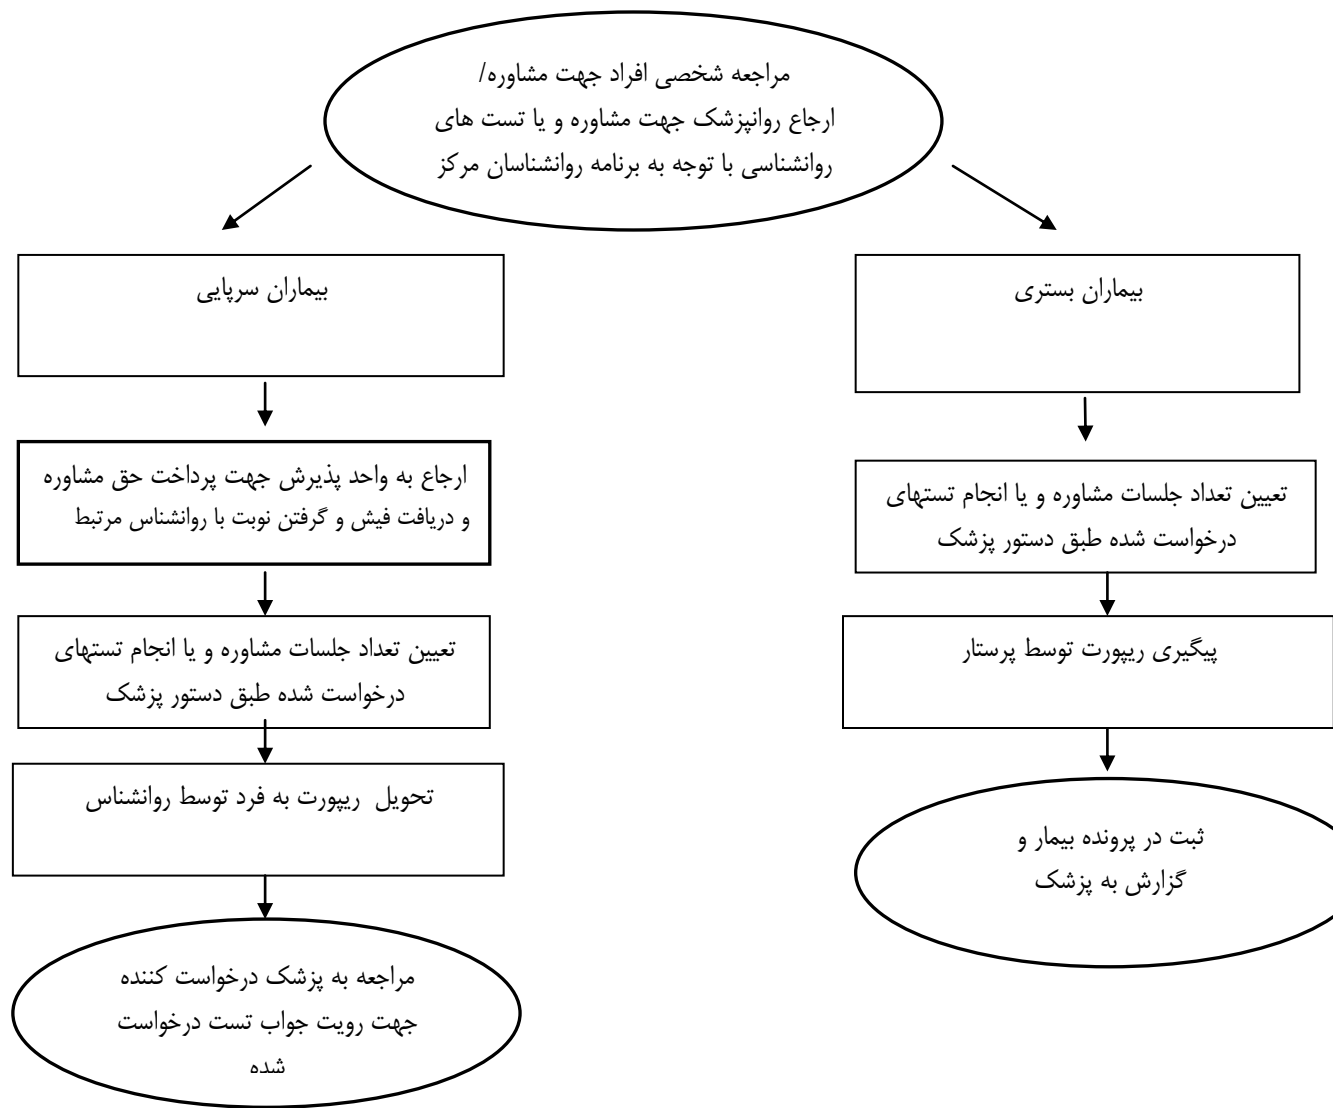 مراجعه شخصی افراد جهت مشاوره/
ارجاع روانپزشک جهت مشاوره و یا تست های
روانشناسی با توجه به برنامه روانشناسان مرکز
بیماران بستری
تعیین تعداد جلسات مشاوره و یا انجام تستهای
درخواست شده طبق دستور پزشک
پیگیری ریپورت توسط پرستار
ثبت در پرونده بیمار و
گزارش به پزشک
بیماران سرپایی
ارجاع به واحد پذیرش جهت پرداخت حق مشاوره
و دریافت فیش و گرفتن نوبت با روانشناس مرتبط
تعیین تعداد جلسات مشاوره و یا انجام تستهای
درخواست شده طبق دستور پزشک
تحویل ریپورت به فرد توسط روانشناس
مراجعه به پزشک درخواست کننده
جهت رویت جواب تست درخواست
شده